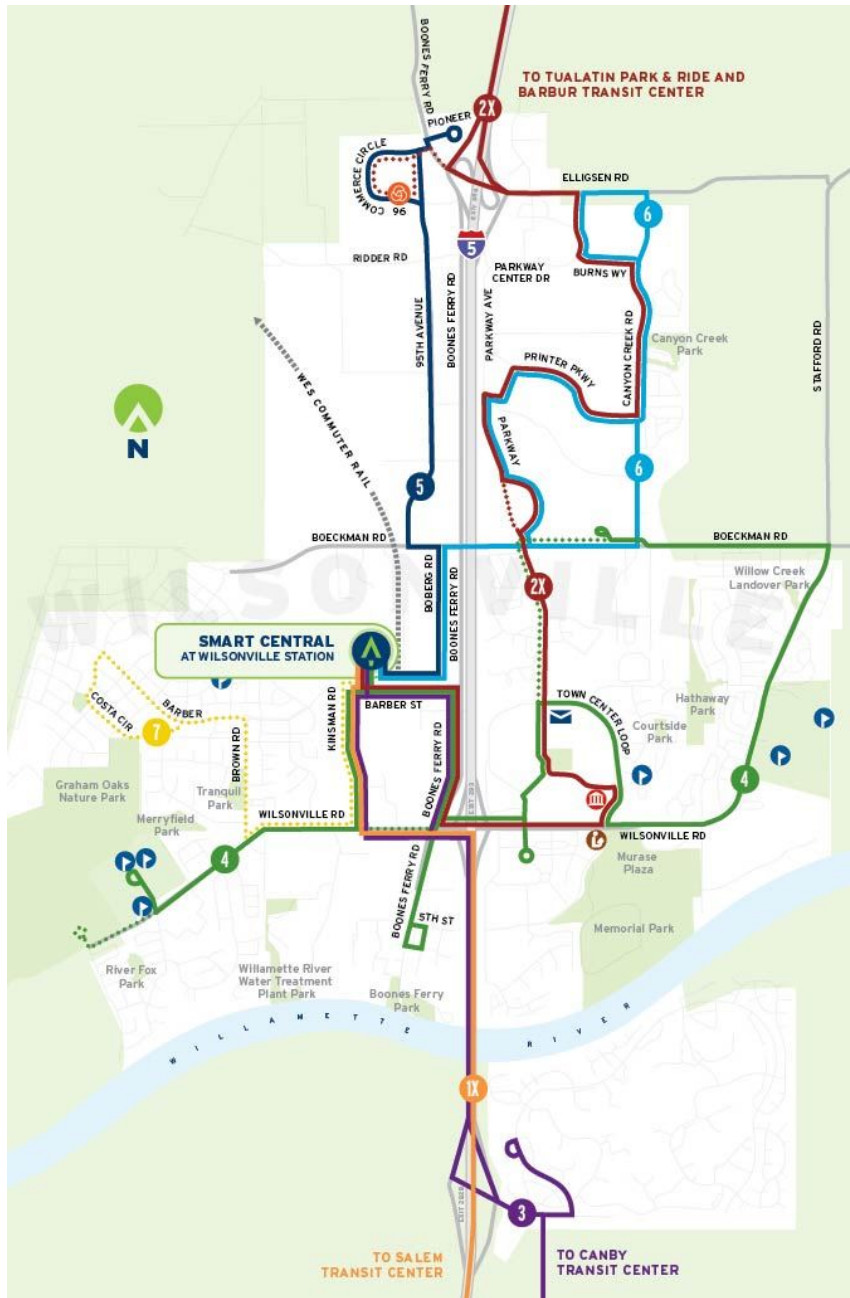 BOONES FERRY RD
TO TUALATIN PARK & RIDE AND
BARBUR TRANSIT CENTER
2X
PIONEER
COMMERCE CIRCLE
96
ELLIGSEN RD
6
5
RIDDER RD
PARKWAY
CENTER DR
BURNS WY
95TH AVENUE
BOONES FERRY RD
PARKWAY AVE
CANYON CREEK RD
Canyon Creek
Park
STAFFORD RD
PRINTER PKWY
WES COMMUTER RAIL
N
PARKWAY
5
6
BOECKMAN RD
BOECKMAN RD
BOBERG RD
BOONES FERRY RD
2X
Willow Creek
Landover Park
WILSONVILLE
SMART CENTRAL
AT WILSONVILLE STATION
KINSMAN RD
BARBER ST
TOWN CENTER LOOP
Hathaway
Park
Courtside
Park
COSTA CIR
BARBER
7
BROWN RD
BOONES FERRY RD
4
Graham Oaks
Nature Park
Tranquil
Park
Merryfield
Park
WILSONVILLE RD
WILSONVILLE RD
4
Murase
Plaza
BOONES FERRY RD
5TH ST
Memorial Park
River Fox
Park
Willamette River
Water Treatment
Plant Park
Boones Ferry
Park
WILLAMETTE RIVER
1X
3
TO SALEM
TRANSIT CENTER
TO CANBY
TRANSIT CENTER